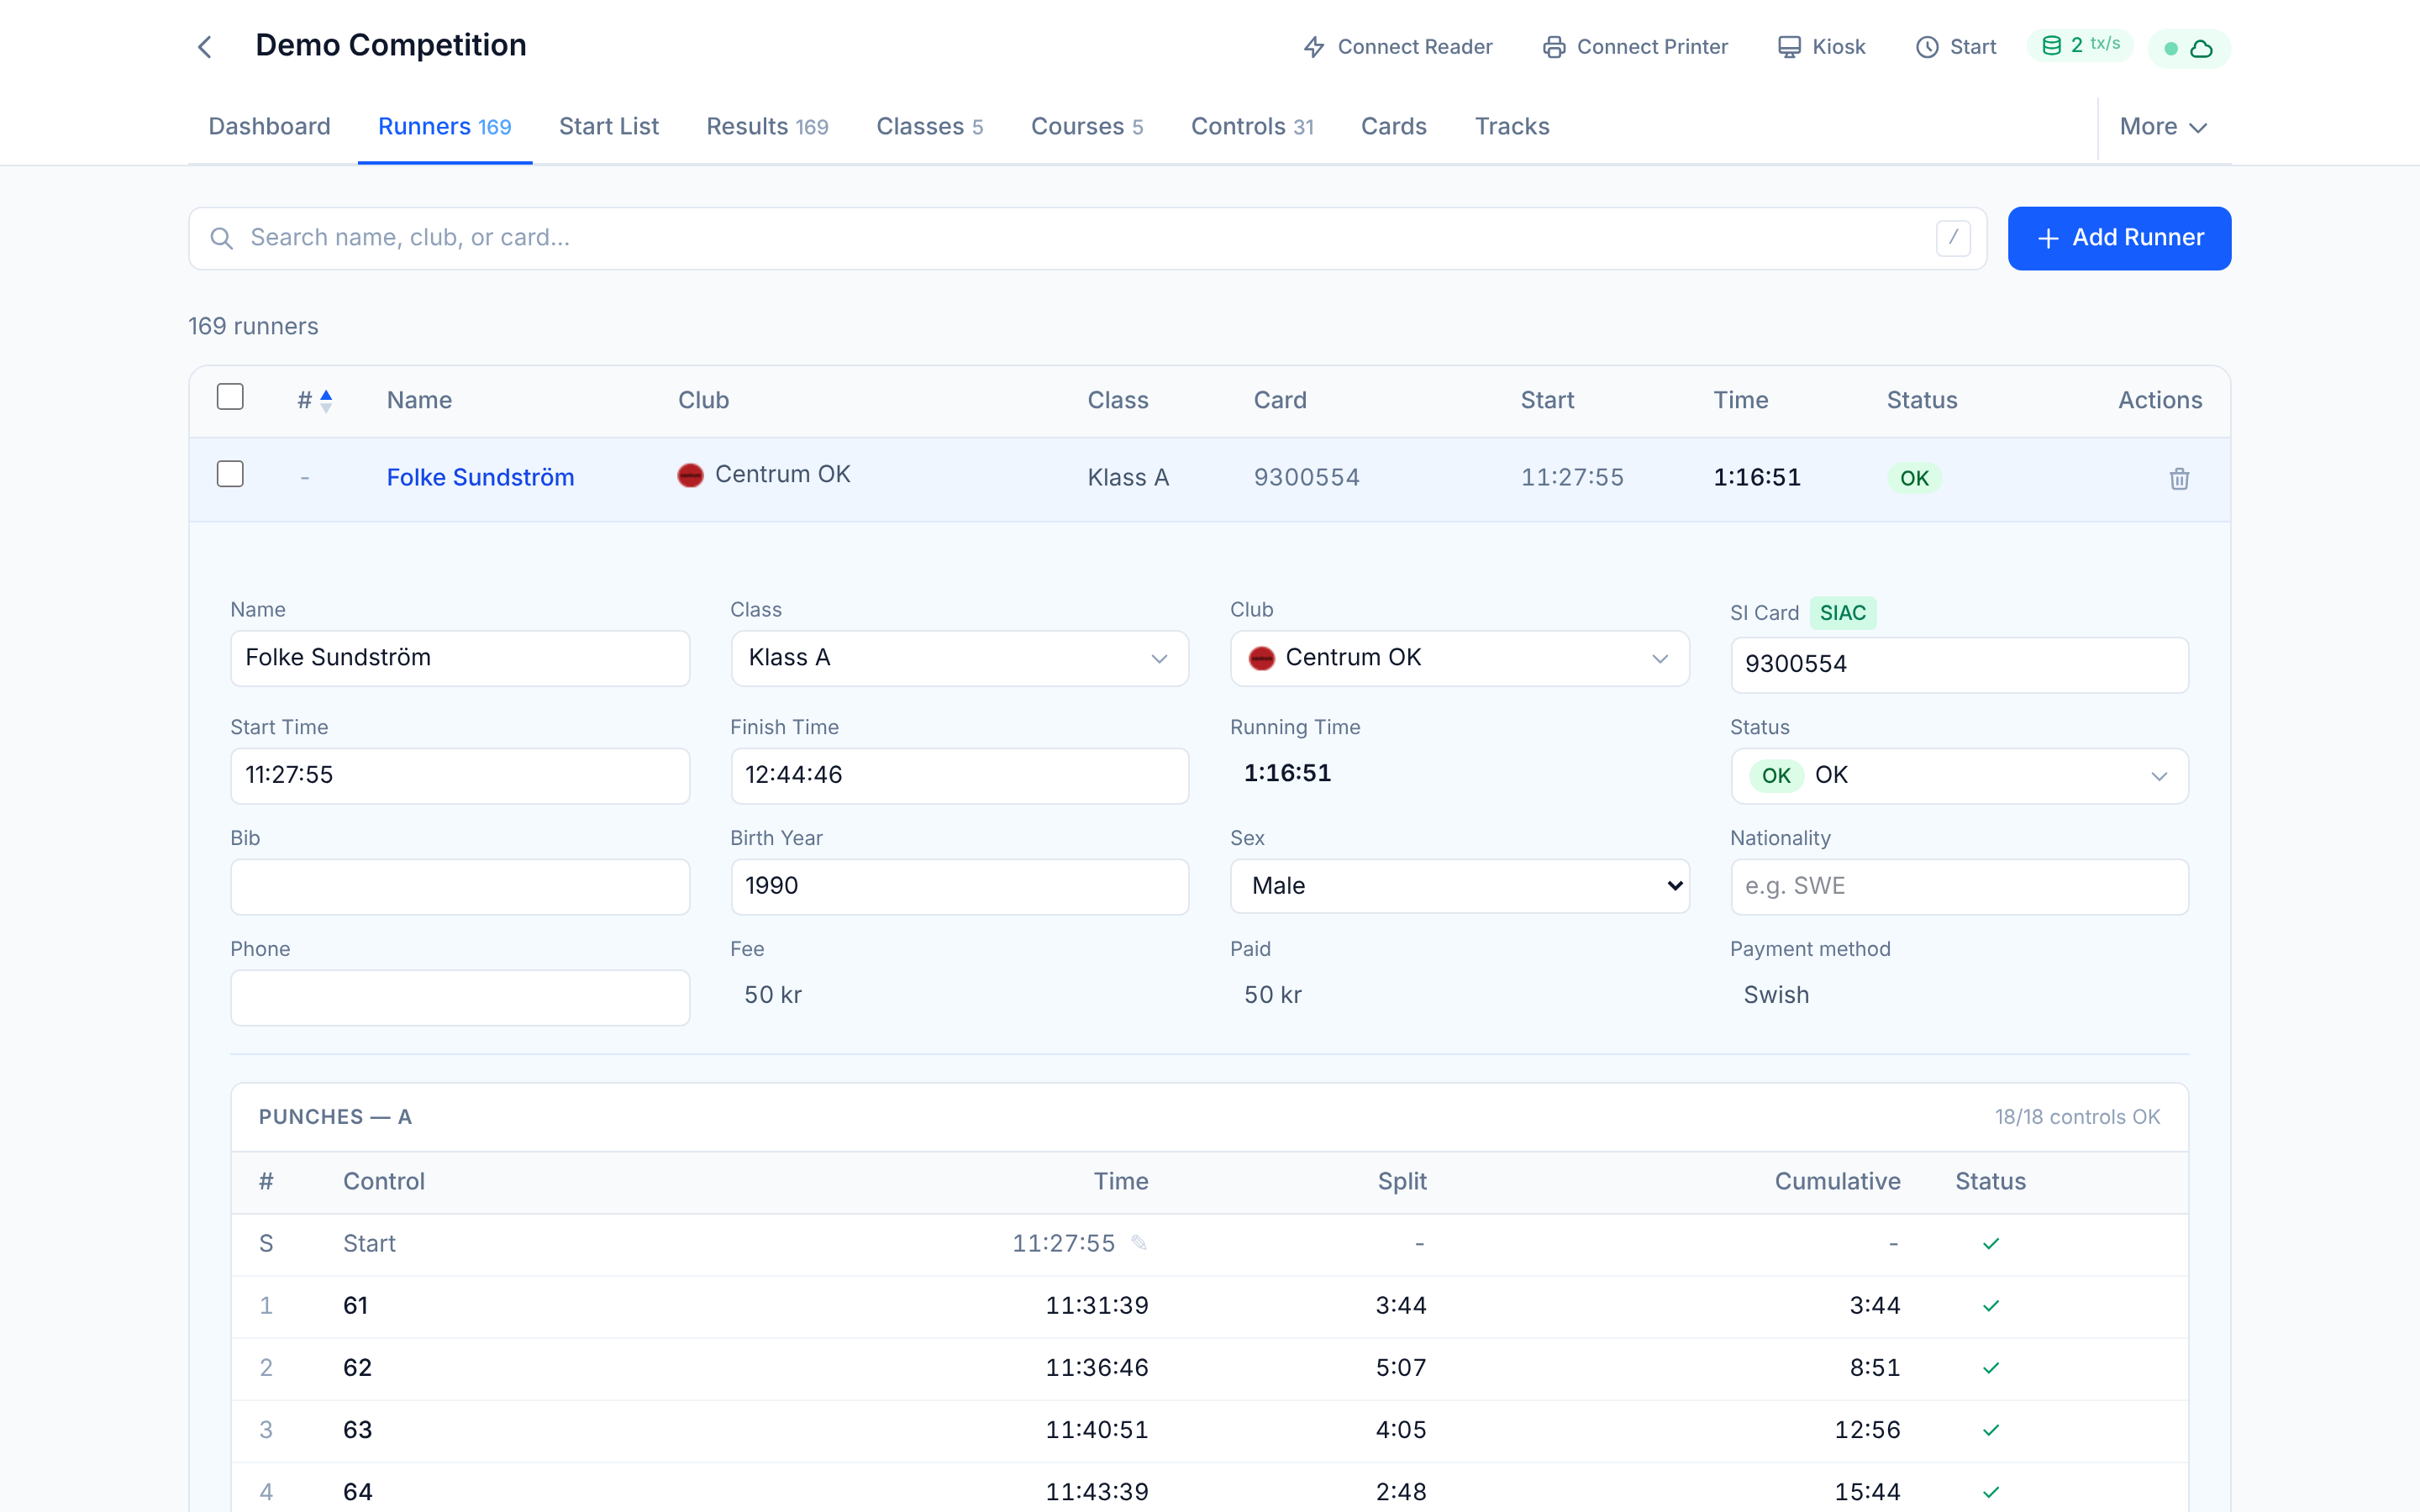 Demo Competition
Connect Reader
Connect Printer
Kiosk
Start
2 tx/s
Dashboard
Runners 169
Start List
Results 169
Classes 5
Courses 5
Controls 31
Cards
Tracks
More
Search name, club, or card...
/
Add Runner
169 runners
# Name Club Class Card Start Time Status Actions
- Folke Sundström Centrum OK Klass A 9300554 11:27:55 1:16:51 OK
Name Class Club SI Card SIAC
Folke Sundström Klass A Centrum OK 9300554
Start Time Finish Time Running Time Status
11:27:55 12:44:46 1:16:51 OK OK
Bib Birth Year Sex Nationality
1990 Male e.g. SWE
Phone Fee Paid Payment method
50 kr 50 kr Swish
PUNCHES — A 18/18 controls OK
# Control Time Split Cumulative Status
S Start 11:27:55 - -
1 61 11:31:39 3:44 3:44
2 62 11:36:46 5:07 8:51
3 63 11:40:51 4:05 12:56
4 64 11:43:39 2:48 15:44